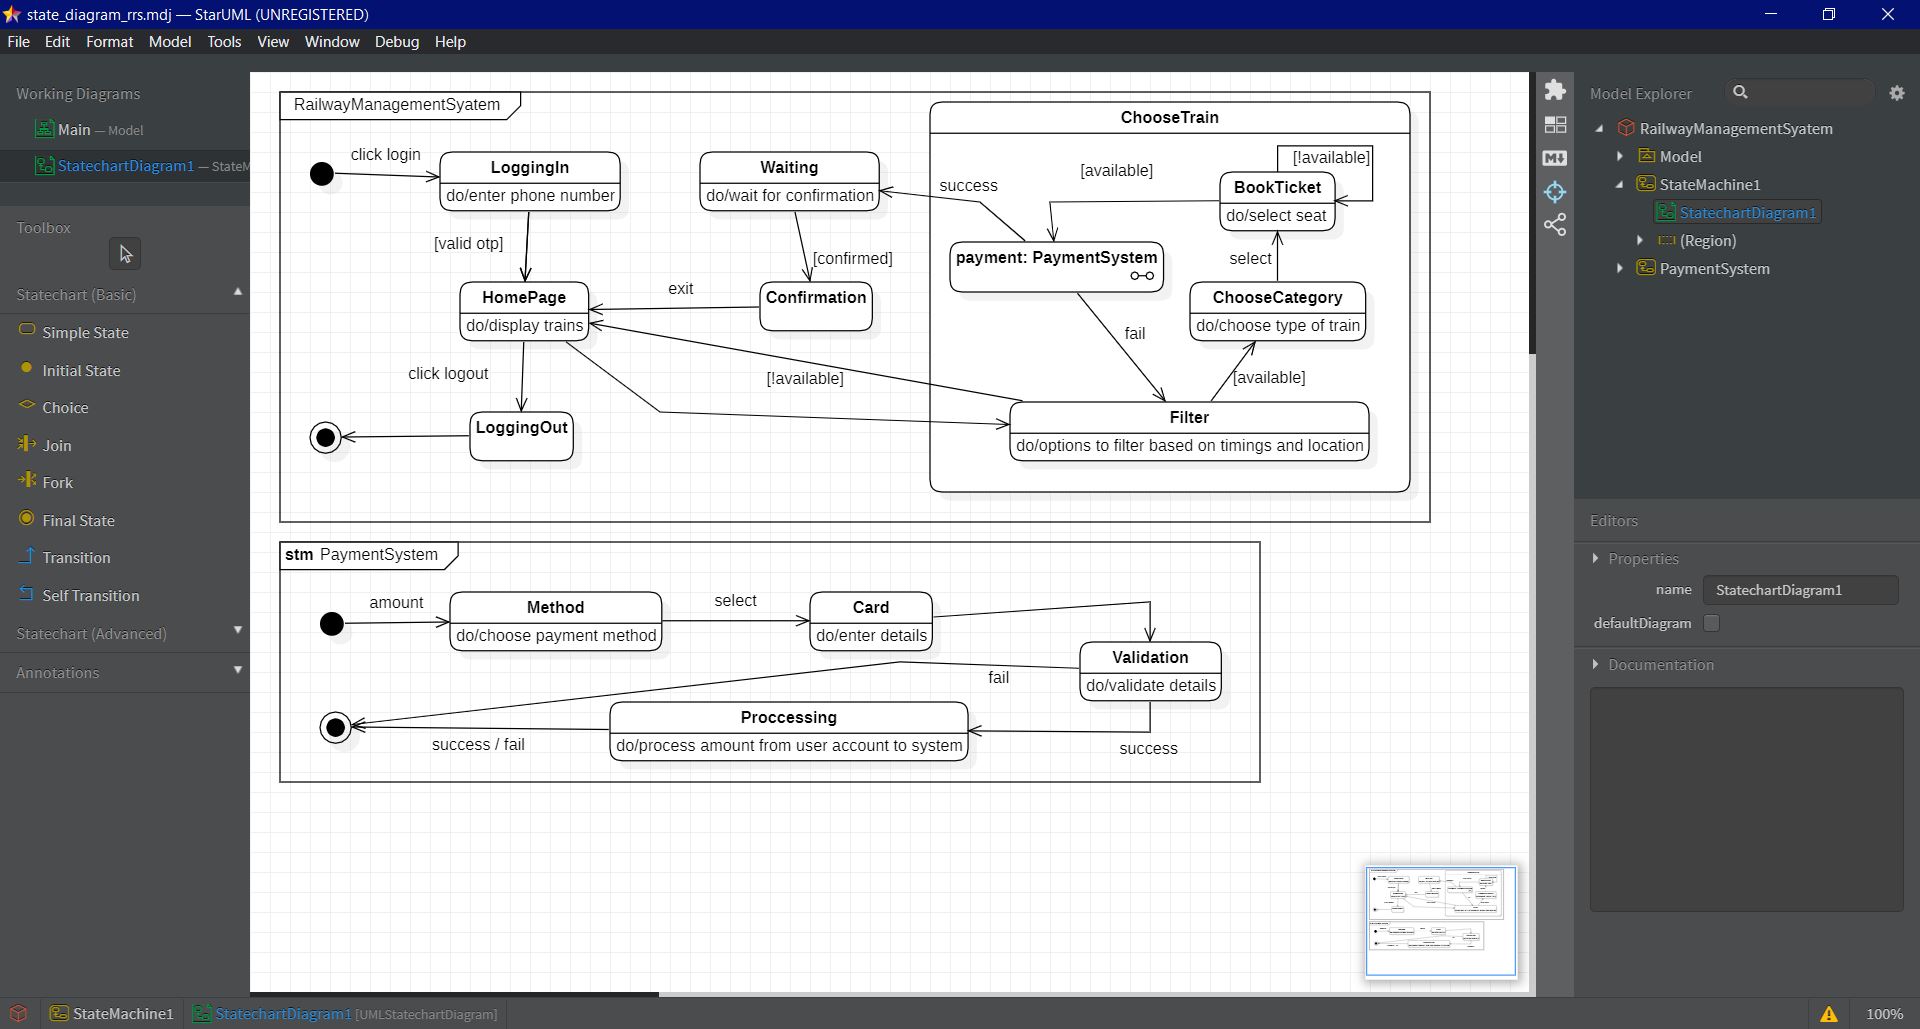 state_diagram_rrs.mdj — StarUML (UNREGISTERED)
File Edit Format Model Tools View Window Debug Help
Working Diagrams
Main — Model
StatechartDiagram1 — StateM
Toolbox
Statechart (Basic)
Simple State
Initial State
Choice
Join
Fork
Final State
Transition
Self Transition
Statechart (Advanced)
Annotations
RailwayManagementSyatem
click login
LoggingIn
do/enter phone number
[valid otp]
HomePage
do/display trains
click logout
LoggingOut
Waiting
do/wait for confirmation
[confirmed]
Confirmation
exit
[!available]
success
ChooseTrain
[available]
[!available]
BookTicket
do/select seat
payment: PaymentSystem
select
ChooseCategory
do/choose type of train
fail
[available]
Filter
do/options to filter based on timings and location
stm PaymentSystem
amount
Method
do/choose payment method
select
Card
do/enter details
Validation
do/validate details
fail
Proccessing
do/process amount from user account to system
success / fail
success
Model Explorer
RailwayManagementSyatem
Model
StateMachine1
StatechartDiagram1
(Region)
PaymentSystem
Editors
Properties
name StatechartDiagram1
defaultDiagram
Documentation
StateMachine1 StatechartDiagram1 [UMLStatechartDiagram]
100%